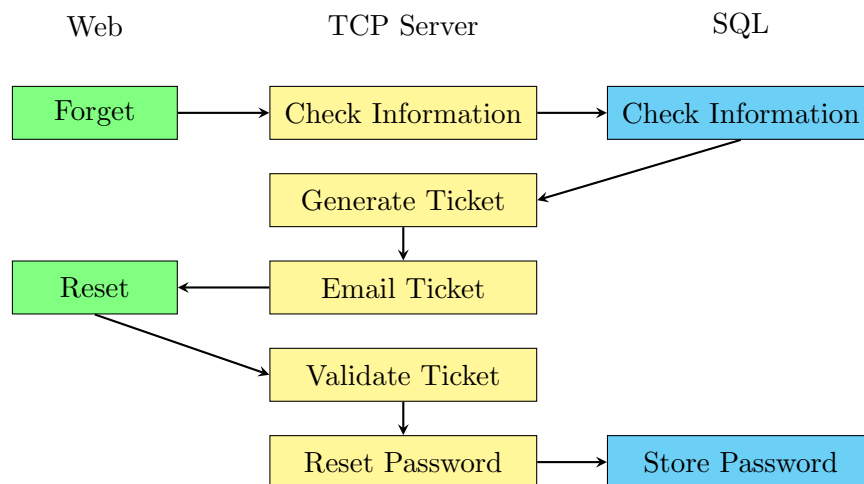 Web
TCP Server
SQL
Forget
Check Information
Check Information
Generate Ticket
Reset
Email Ticket
Validate Ticket
Reset Password
Store Password